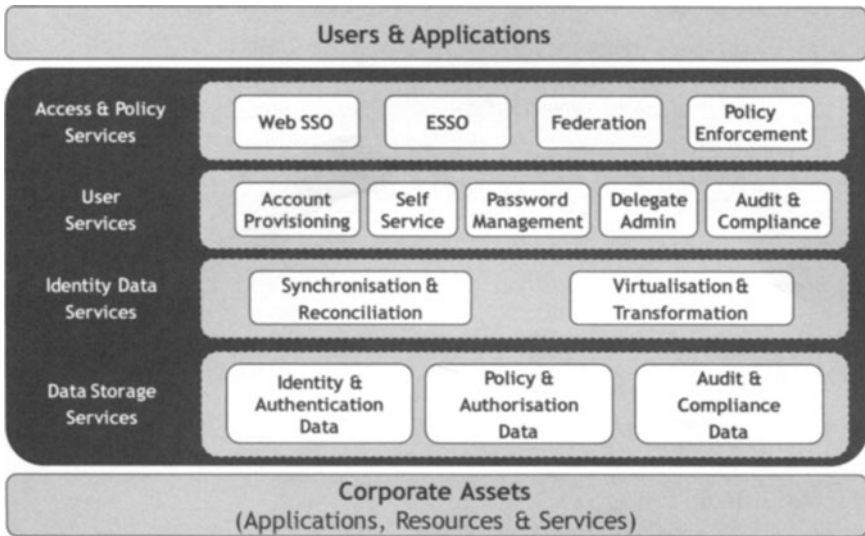 Users & Applications
Access & Policy
Services
Web SSO
ESSO
Federation
Policy
Enforcement
User
Services
Account
Provisioning
Self
Service
Password
Management
Delegate
Admin
Audit &
Compliance
Identity Data
Services
Synchronisation &
Reconciliation
Virtualisation &
Transformation
Data Storage
Services
Identity &
Authentication
Data
Policy &
Authorisation
Data
Audit &
Compliance
Data
Corporate Assets
(Applications, Resources & Services)